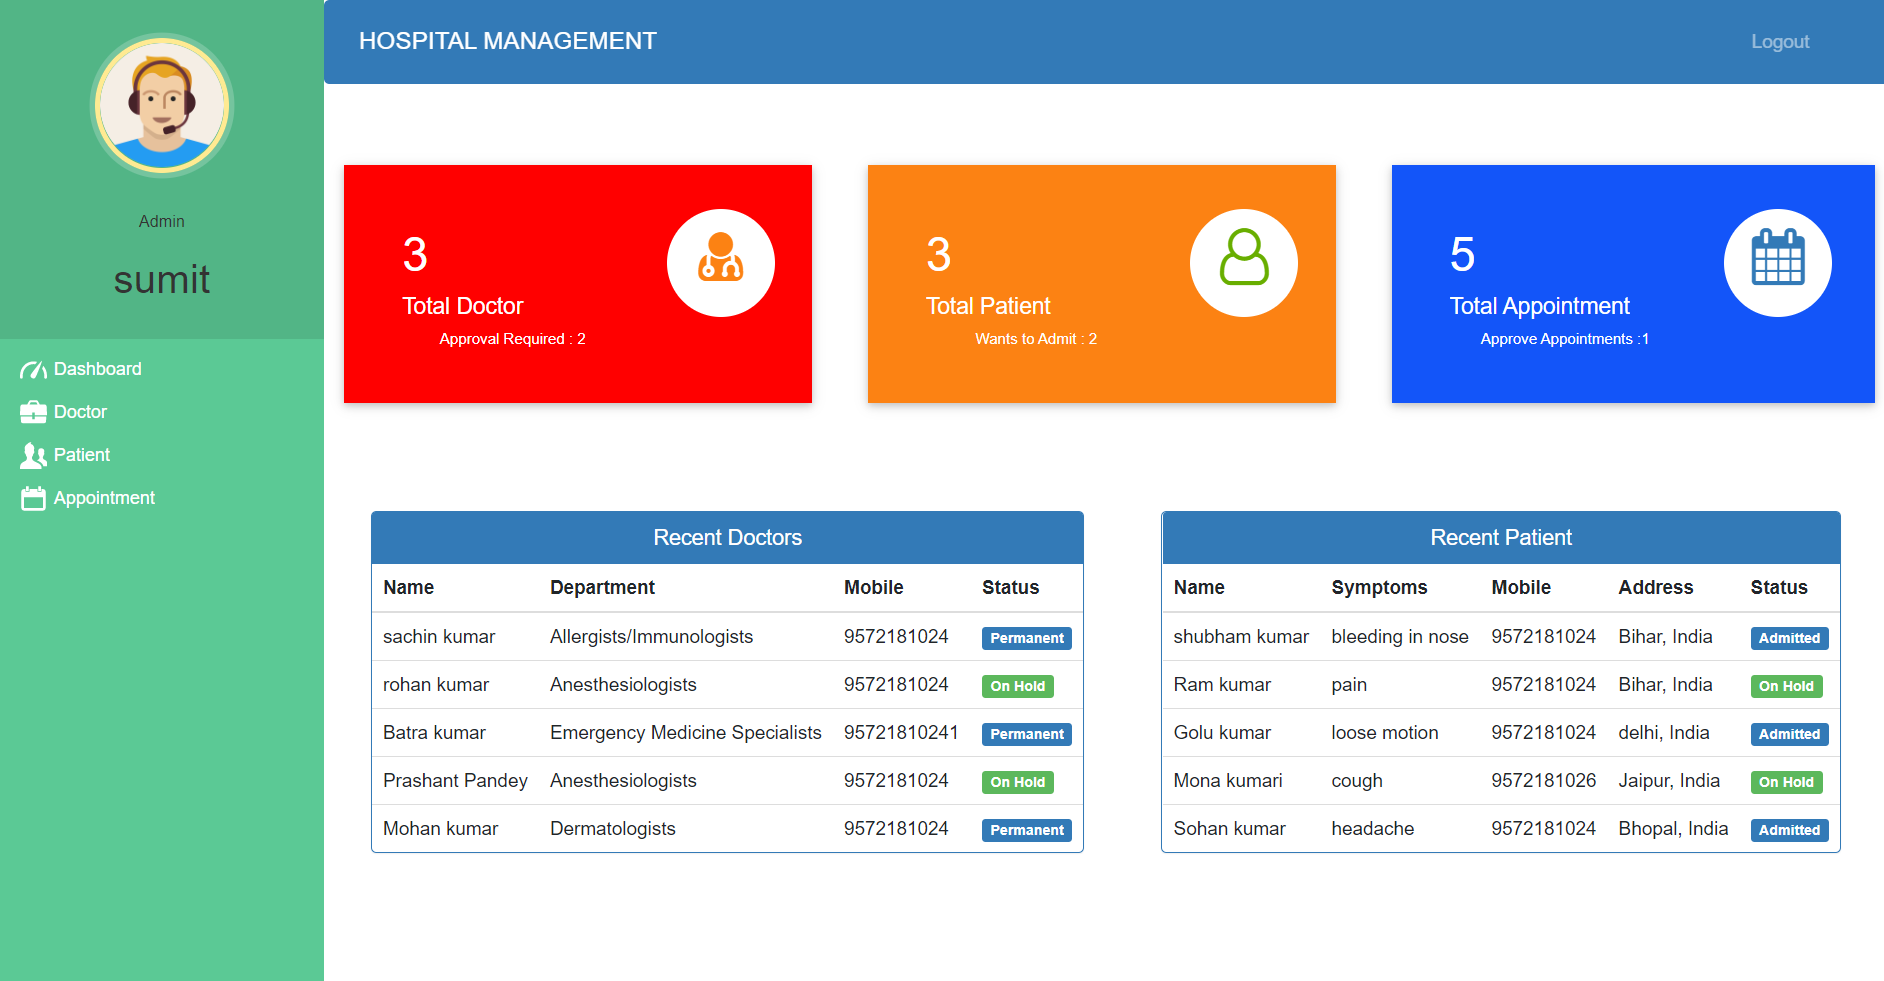 HOSPITAL MANAGEMENT
Logout
Admin
sumit
Dashboard
Doctor
Patient
Appointment
3
Total Doctor
Approval Required : 2
3
Total Patient
Wants to Admit : 2
5
Total Appointment
Approve Appointments :1
Recent Doctors
Name Department Mobile Status
sachin kumar Allergists/Immunologists 9572181024 Permanent
rohan kumar Anesthesiologists 9572181024 On Hold
Batra kumar Emergency Medicine Specialists 95721810241 Permanent
Prashant Pandey Anesthesiologists 9572181024 On Hold
Mohan kumar Dermatologists 9572181024 Permanent
Recent Patient
Name Symptoms Mobile Address Status
shubham kumar bleeding in nose 9572181024 Bihar, India Admitted
Ram kumar pain 9572181024 Bihar, India On Hold
Golu kumar loose motion 9572181024 delhi, India Admitted
Mona kumari cough 9572181026 Jaipur, India On Hold
Sohan kumar headache 9572181024 Bhopal, India Admitted